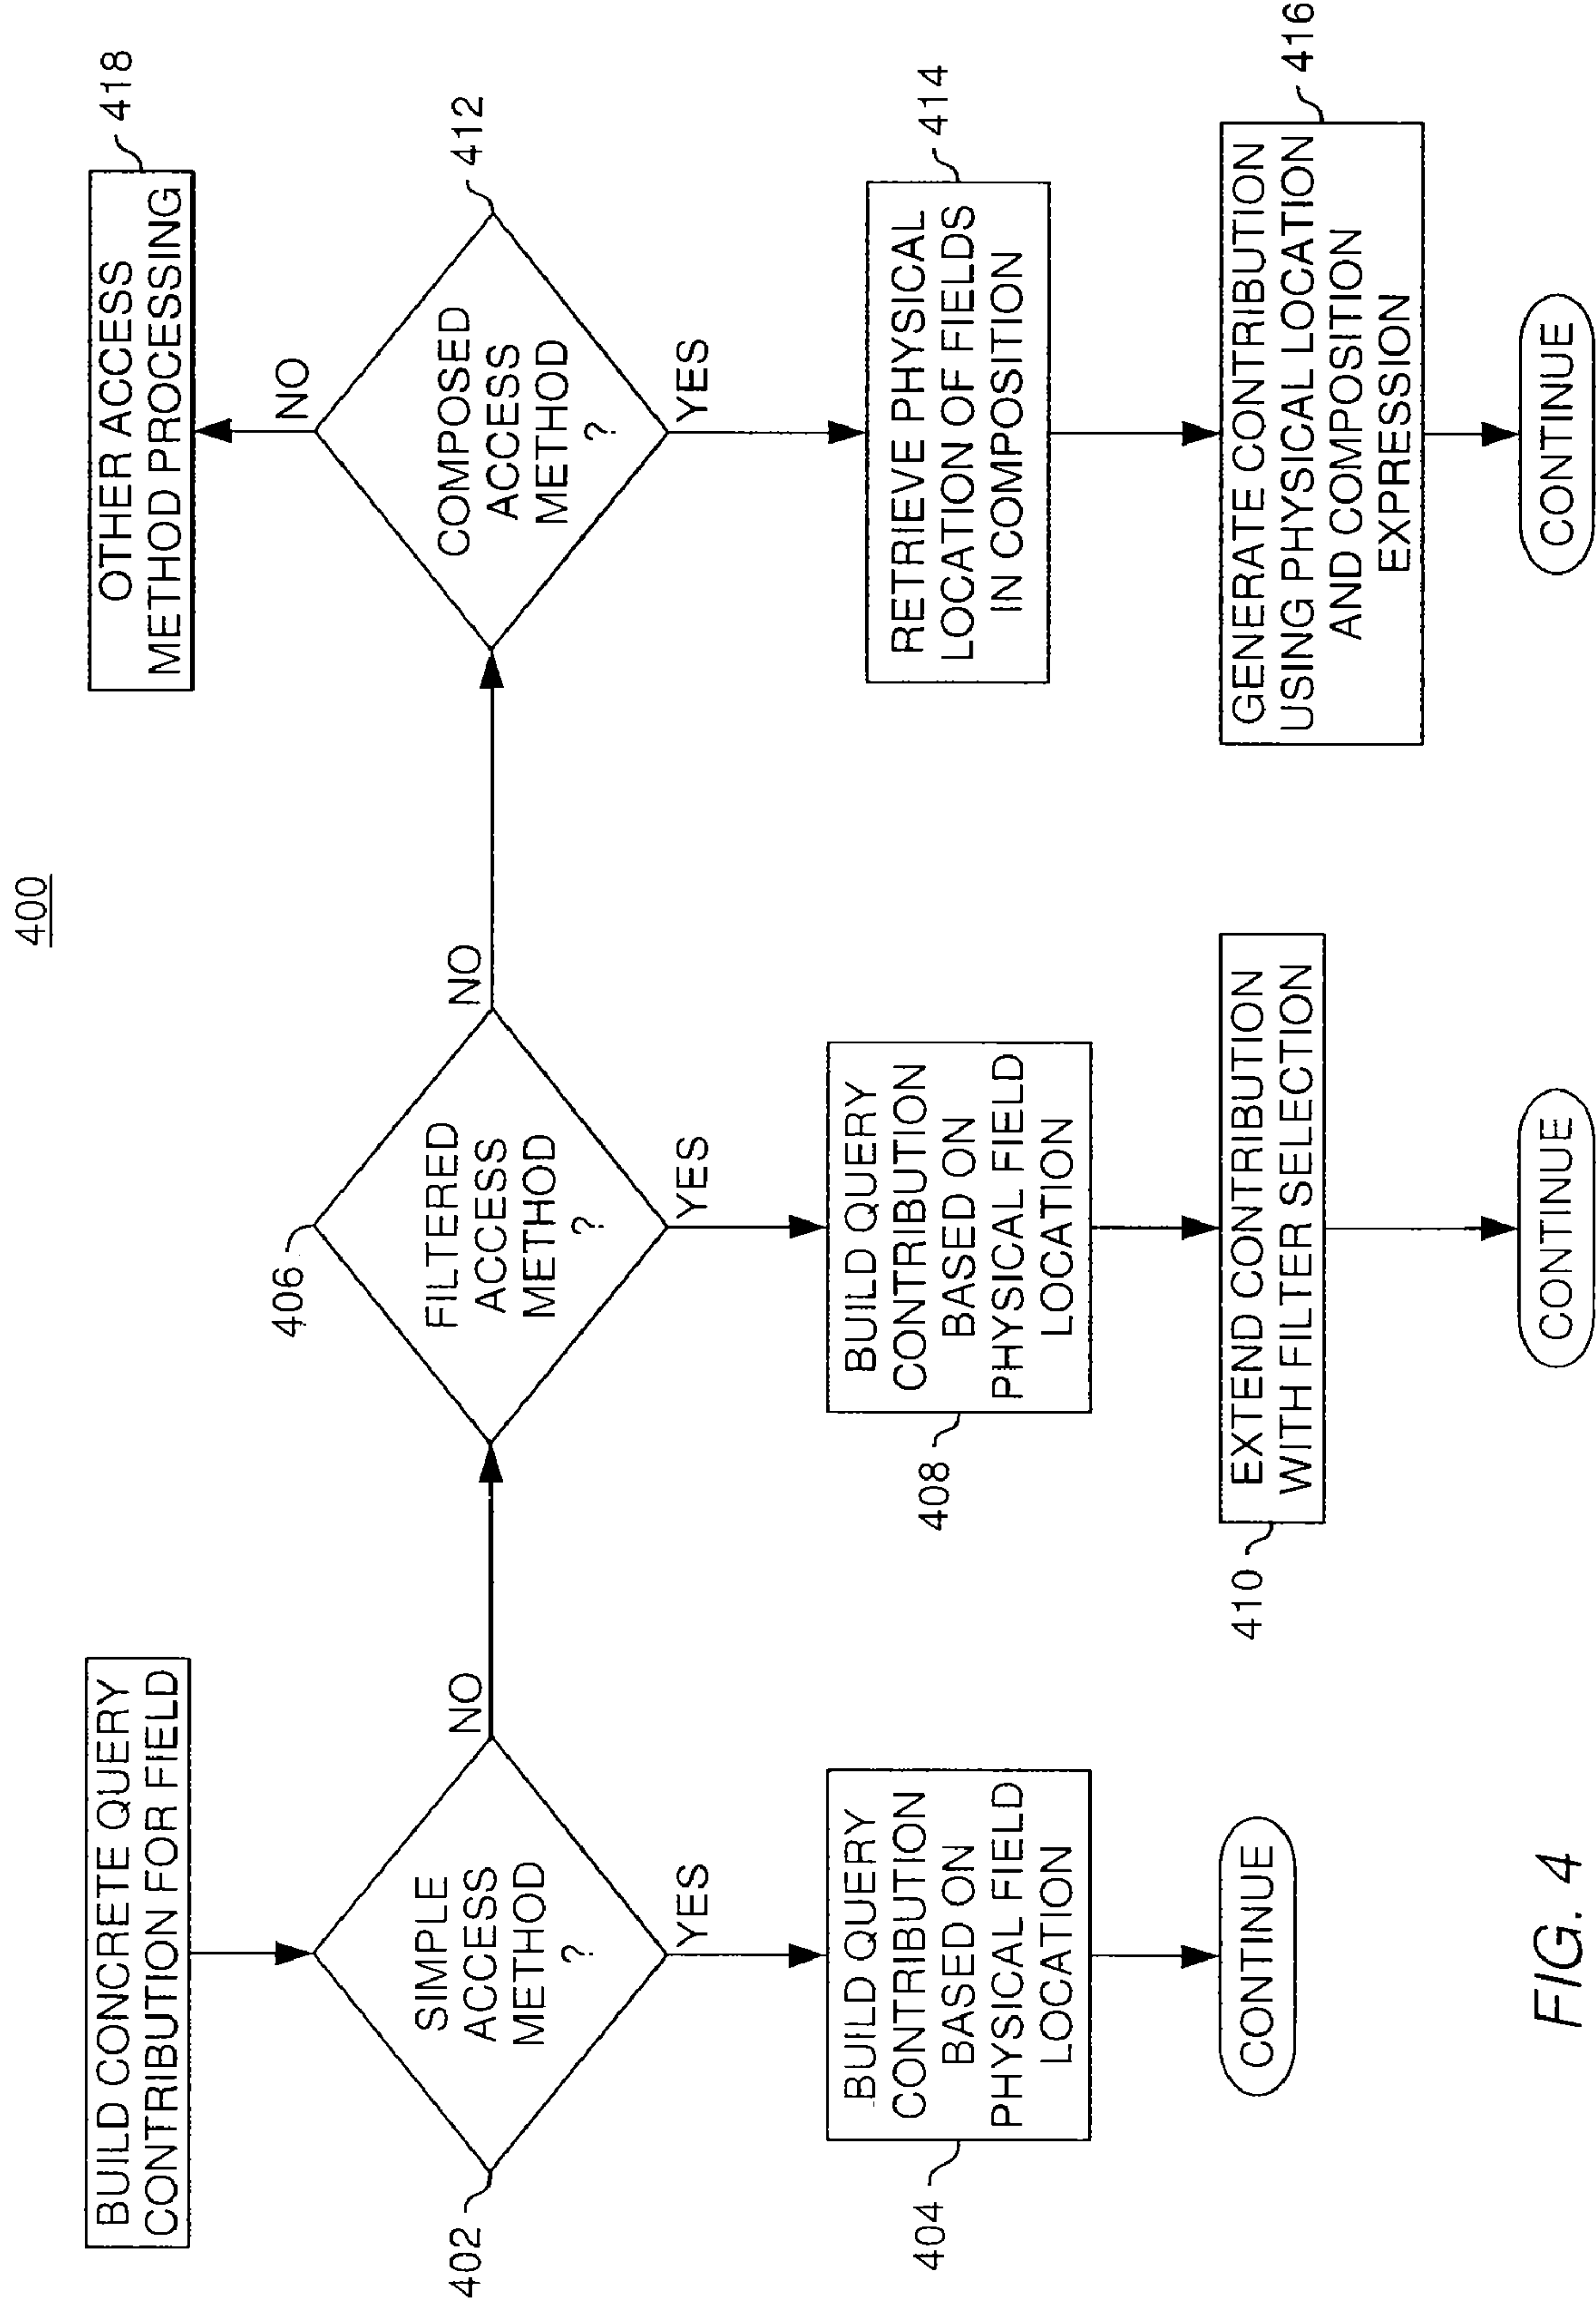 400
BUILD CONCRETE QUERY
CONTRIBUTION FOR FIELD
402
SIMPLE
ACCESS
METHOD
?
NO
YES
404
BUILD QUERY
CONTRIBUTION
BASED ON
PHYSICAL FIELD
LOCATION
CONTINUE
406
FILTERED
ACCESS
METHOD
?
NO
YES
408
BUILD QUERY
CONTRIBUTION
BASED ON
PHYSICAL FIELD
LOCATION
410
EXTEND CONTRIBUTION
WITH FILTER SELECTION
CONTINUE
OTHER ACCESS
METHOD PROCESSING
418
NO
COMPOSED
ACCESS
METHOD
?
412
YES
RETRIEVE PHYSICAL
LOCATION OF FIELDS
IN COMPOSITION
414
GENERATE CONTRIBUTION
USING PHYSICAL LOCATION
AND COMPOSITION
EXPRESSION
416
CONTINUE
FIG. 4